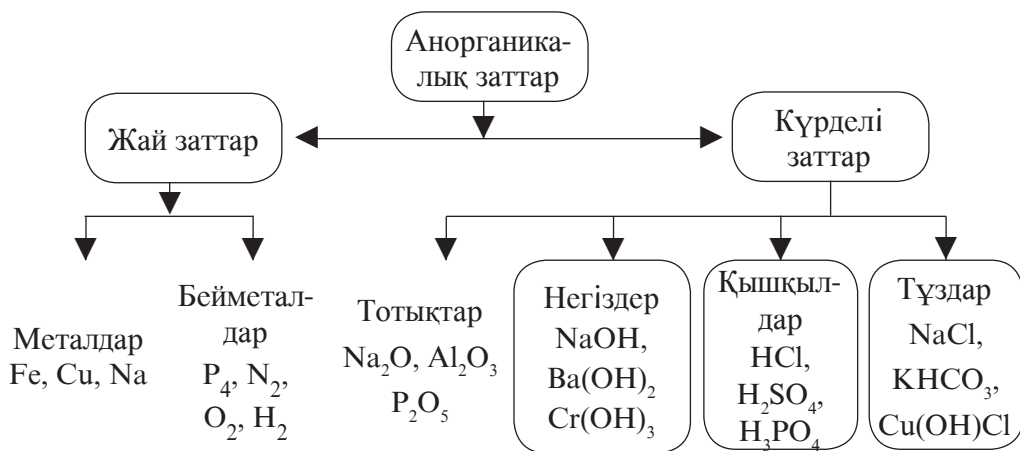 Анорганика-
лық заттар
Жай заттар
Күрделі
заттар
Металдар
Fe, Cu, Na
Бейметал-
дар
P₄, N₂,
O₂, H₂
Тотықтар
Na₂O, Al₂O₃
P₂O₅
Негіздер
NaOH,
Ba(OH)₂
Cr(OH)₃
Қышқыл-
дар
HCl,
H₂SO₄,
H₃PO₄
Тұздар
NaCl,
KHCO₃,
Cu(OH)Cl